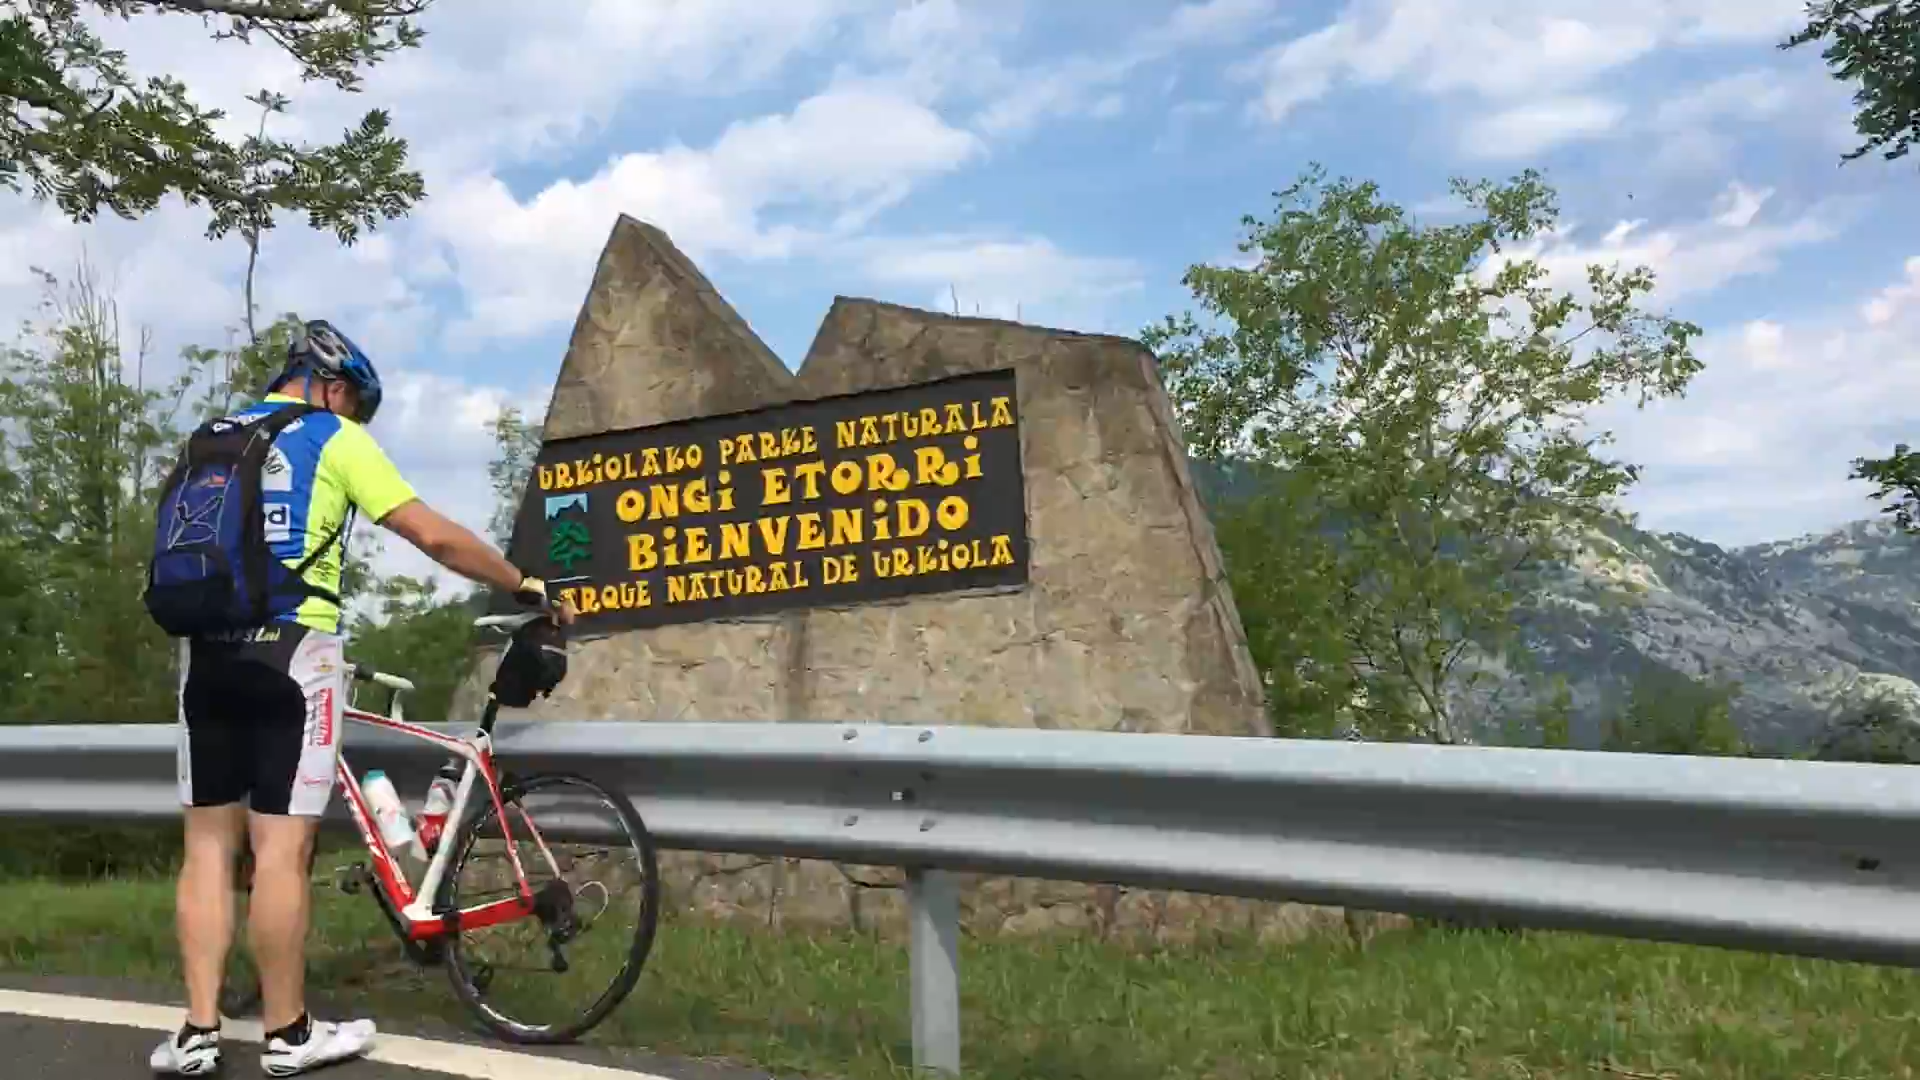 URKiOLAKO PARKE NATURALA
ONGi ETORRi
BiENVENiDO
PARQUE NATURAL DE URKiOLA